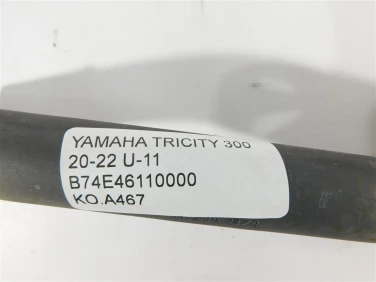 YAMAHA TRICITY 300
20-22 U-11
B74E46110000
KO.A467